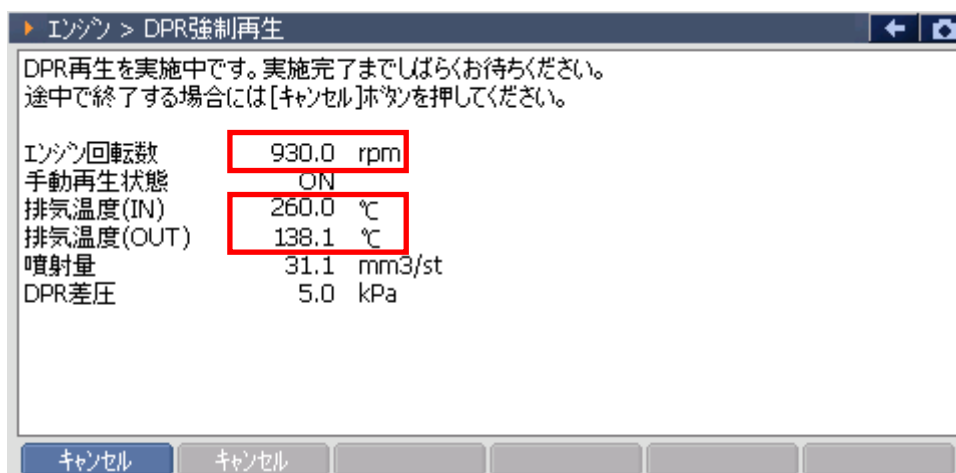 ｴﾝｼﾞﾝ > DPR強制再生
DPR再生を実施中です。実施完了までしばらくお待ちください。
途中で終了する場合には[ｷｬﾝｾﾙ]ﾎﾞﾀﾝを押してください。
ｴﾝｼﾞﾝ回転数 930.0 rpm
手動再生状態 ON
排気温度(IN) 260.0 ℃
排気温度(OUT) 138.1 ℃
噴射量 31.1 mm3/st
DPR差圧 5.0 kPa
ｷｬﾝｾﾙ ｷｬﾝｾﾙ